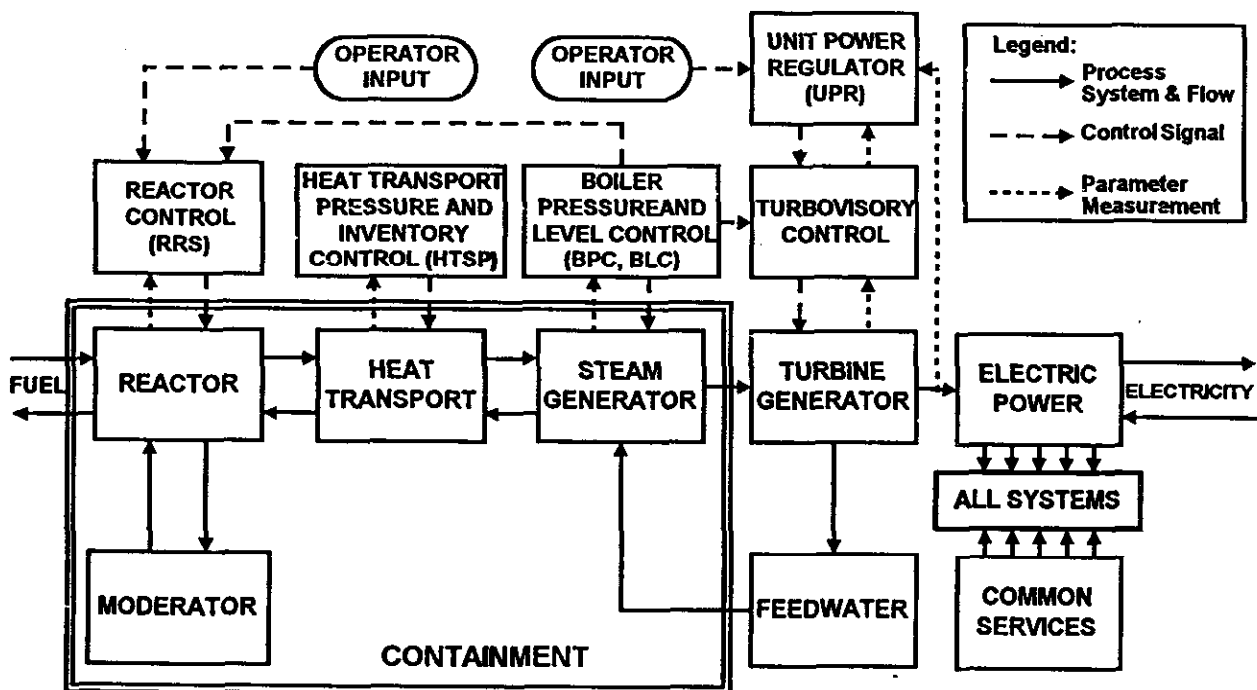 OPERATOR
INPUT
OPERATOR
INPUT
UNIT POWER
REGULATOR
(UPR)
Legend:
Process
System & Flow
Control Signal
Parameter
Measurement
REACTOR
CONTROL
(RRS)
HEAT TRANSPORT
PRESSURE AND
INVENTORY
CONTROL (HTSP)
BOILER
PRESSUREAND
LEVEL CONTROL
(BPC, BLC)
TURBOVISORY
CONTROL
FUEL
REACTOR
HEAT
TRANSPORT
STEAM
GENERATOR
TURBINE
GENERATOR
ELECTRIC
POWER
ELECTRICITY
ALL SYSTEMS
MODERATOR
FEEDWATER
COMMON
SERVICES
CONTAINMENT